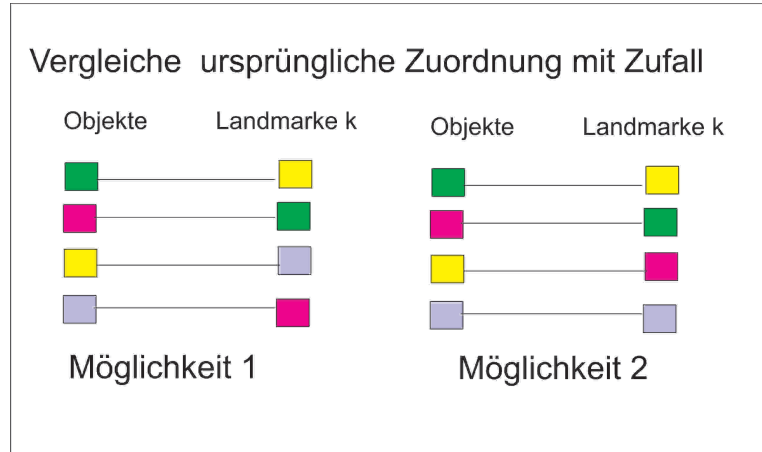 Vergleiche ursprüngliche Zuordnung mit Zufall
Objekte Landmarke k
Objekte Landmarke k
Möglichkeit 1
Möglichkeit 2